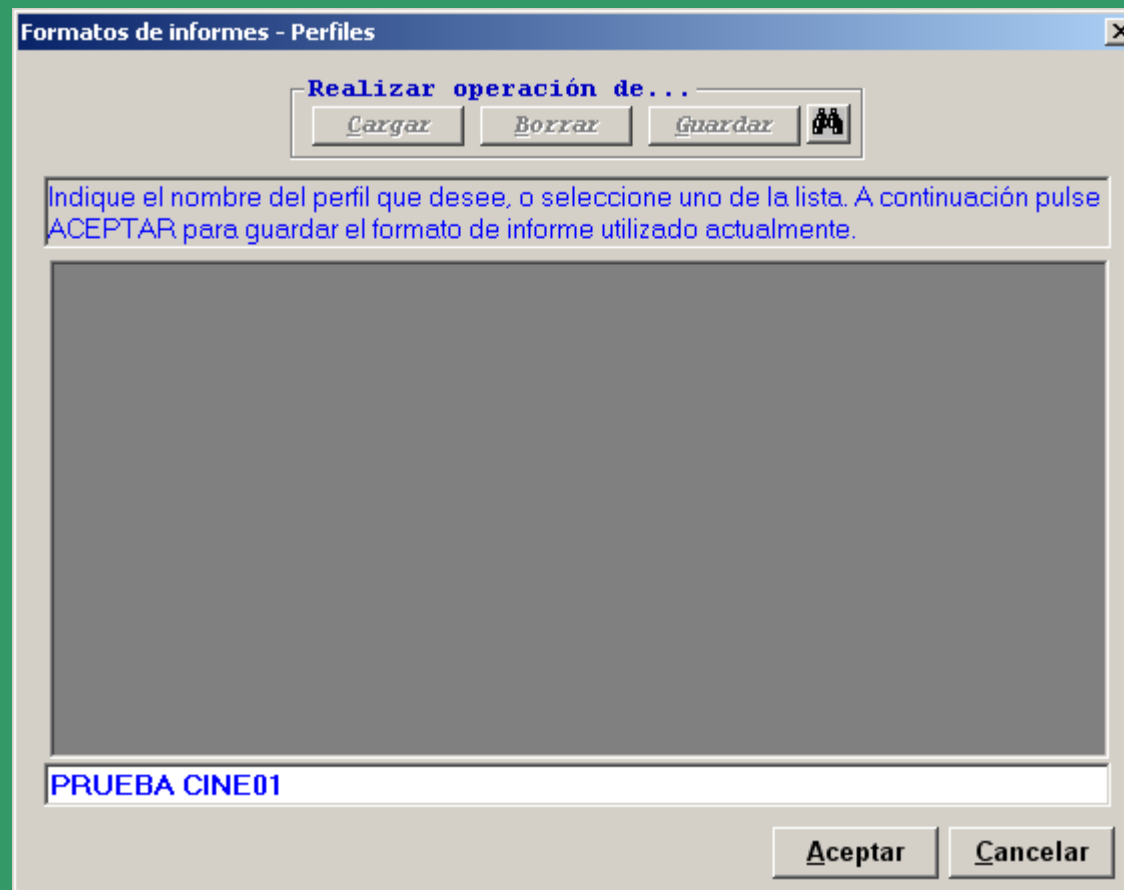 Formatos de informes - Perfiles
Realizar operación de...
Cargar
Borrar
Guardar
Indique el nombre del perfil que desee, o seleccione uno de la lista. A continuación pulse
ACEPTAR para guardar el formato de informe utilizado actualmente.
PRUEBA CINE01
Aceptar
Cancelar